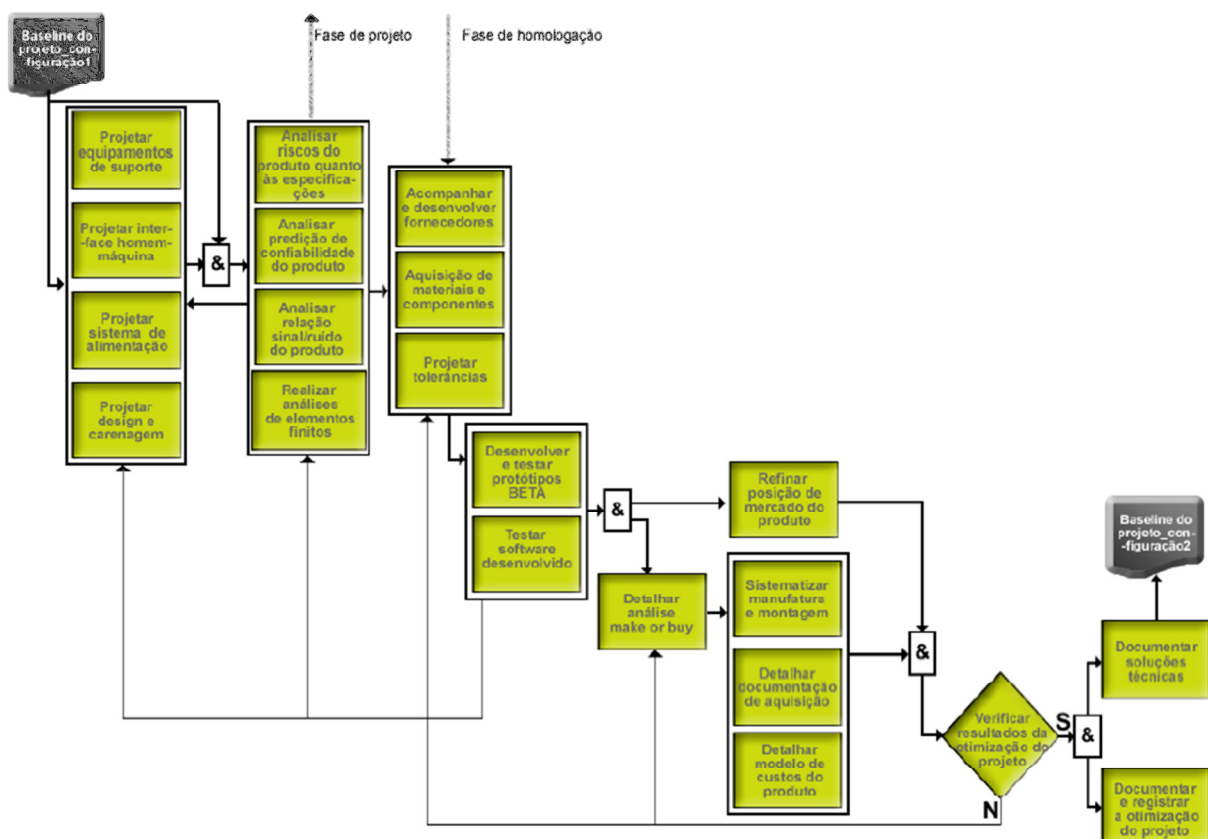 Baseline do
projeto_con-
figuração1
Fase de projeto
Fase de homologação
Projetar
equipamentos
de suporte
Projetar inter-
-face homem-
máquina
Projetar
sistema de
alimentação
Projetar
design e
carenagem
&
Analisar
riscos do
produto quanto
às especifica-
ções
Analisar
predição de
confiabilidade
do produto
Analisar
relação
sinal/ruído
do produto
Realizar
análises
de elementos
finitos
Acompanhar
e desenvolver
fornecedores
Aquisição de
materiais e
componentes
Projetar
tolerâncias
Desenvolver
e testar
protótipos
BETA
Testar
software
desenvolvido
&
Refinar
posição de
mercado do
produto
Detalhar
análise
make or buy
Sistematizar
manufatura
e montagem
Detalhar
documentação
de aquisição
Detalhar
modelo de
custos do
produto
&
Verificar
resultados da
otimização do
projeto
S
N
&
Baseline do
projeto_con-
-figuração2
Documentar
soluções
técnicas
Documentar
e registrar
a otimização
do projeto